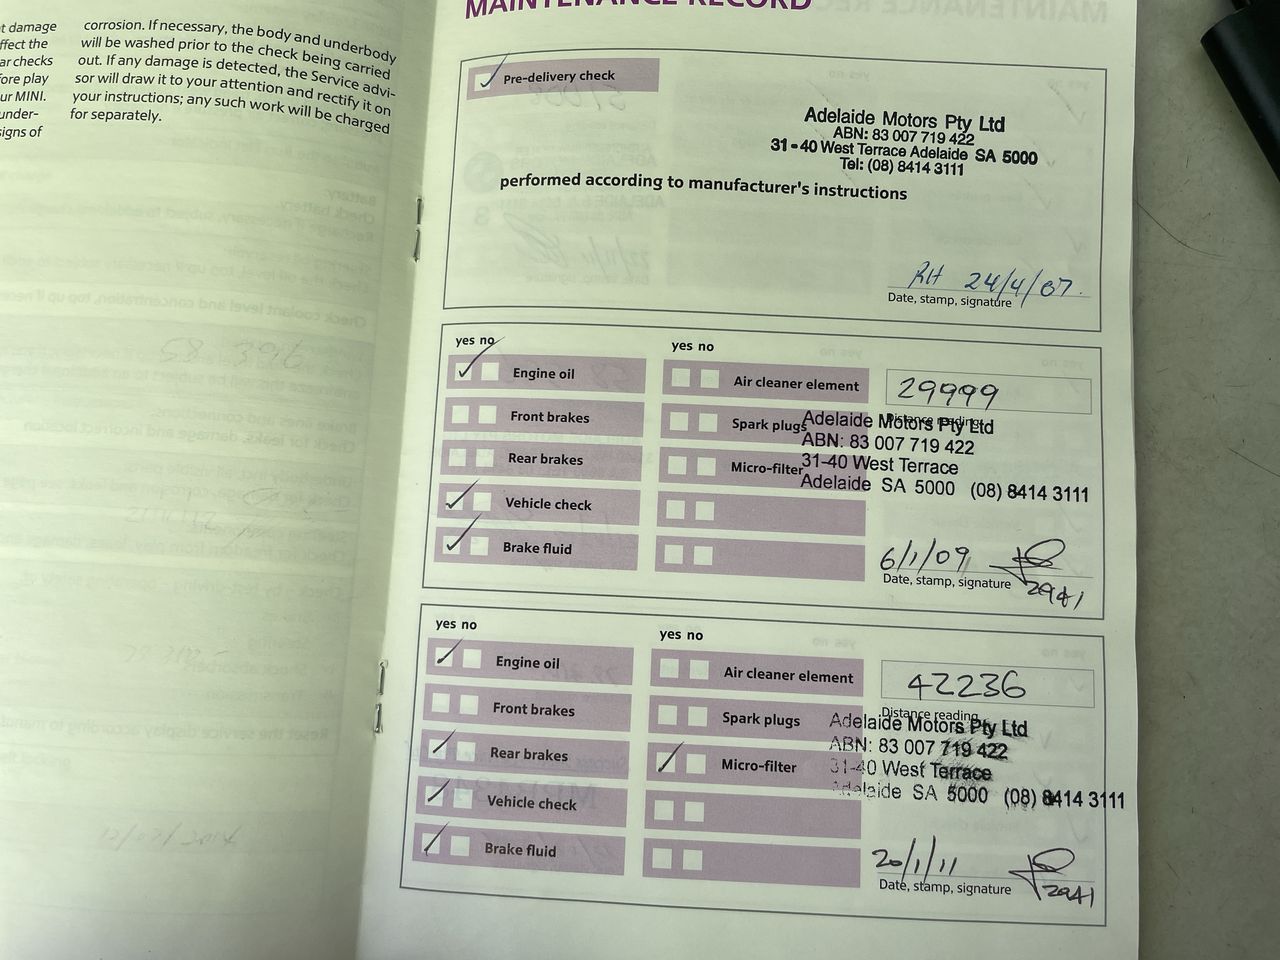 t damage
ffect the
ar checks
fore play
ur MINI.
under-
signs of
corrosion. If necessary, the body and underbody
will be washed prior to the check being carried
out. If any damage is detected, the Service advi-
sor will draw it to your attention and rectify it on
your instructions; any such work will be charged
for separately.
MAINTENANCE RECORD
Pre-delivery check
Adelaide Motors Pty Ltd
ABN: 83 007 719 422
31-40 West Terrace Adelaide SA 5000
Tel: (08) 8414 3111
performed according to manufacturer's instructions
RH 24/4/07.
Date, stamp, signature
yes no
Engine oil
Front brakes
Rear brakes
Vehicle check
Brake fluid
yes no
Air cleaner element
Spark plugs
Micro-filter
29999
Distance reading
Adelaide Motors Pty Ltd
ABN: 83 007 719 422
31-40 West Terrace
Adelaide SA 5000 (08) 8414 3111
6/1/09
Date, stamp, signature
2941
yes no
Engine oil
Front brakes
Rear brakes
Vehicle check
Brake fluid
yes no
Air cleaner element
Spark plugs
Micro-filter
42236
Distance reading
Adelaide Motors Pty Ltd
ABN: 83 007 719 422
31-40 West Terrace
Adelaide SA 5000 (08) 8414 3111
20/1/11
Date, stamp, signature
2941